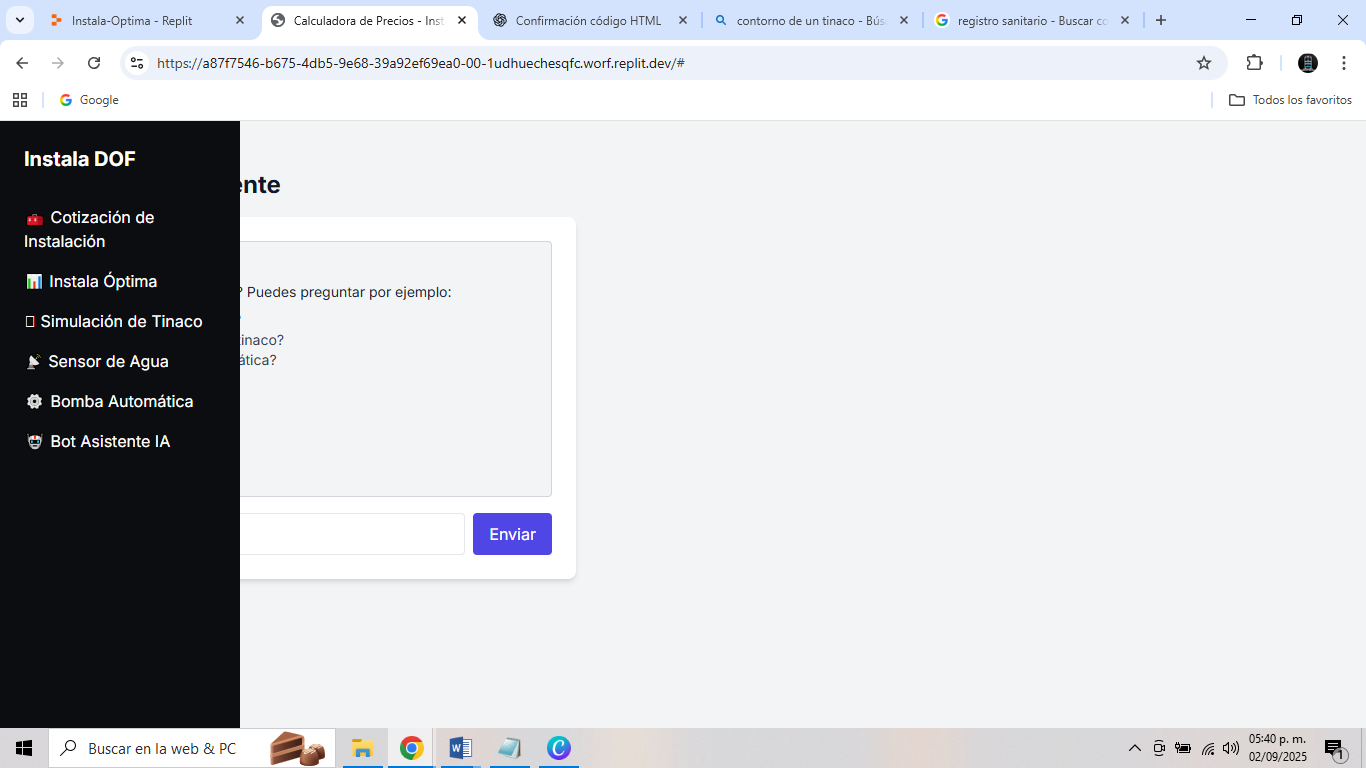 Instala-Optima - Replit
Calculadora de Precios - Inst
Confirmación código HTML
contorno de un tinaco - Bús
registro sanitario - Buscar co
https://a87f7546-b675-4db5-9e68-39a92ef69ea0-00-1udhuechesqfc.worf.replit.dev/#
Google
Todos los favoritos
Instala DOF
ente
Cotización de
Instalación
Instala Óptima
Simulación de Tinaco
Sensor de Agua
Bomba Automática
Bot Asistente IA
? Puedes preguntar por ejemplo:
tinaco?
ática?
Enviar
Buscar en la web & PC
05:40 p. m.
02/09/2025
1